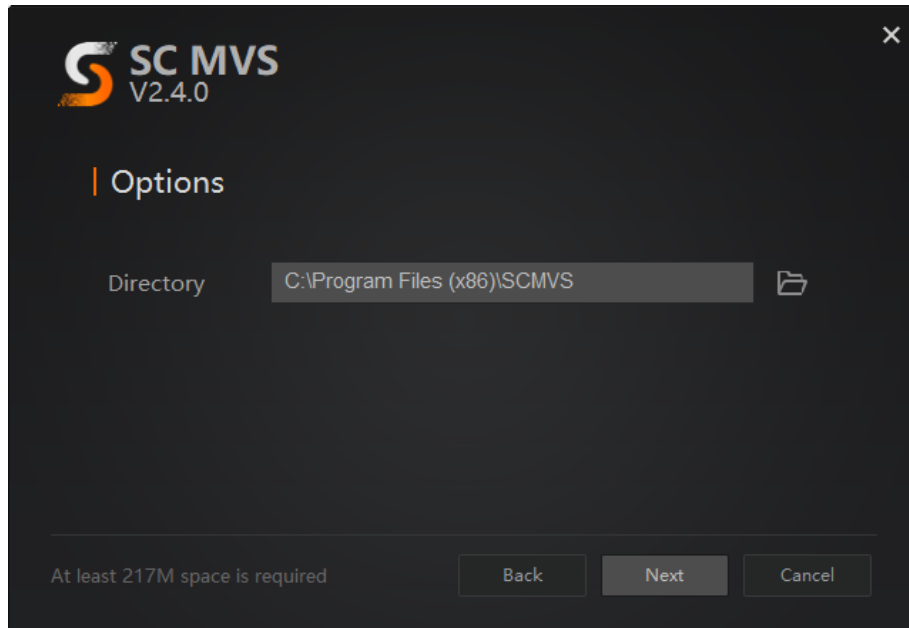 SC MVS
V2.4.0
Options
Directory C:\Program Files (x86)\SCMVS
At least 217M space is required Back Next Cancel